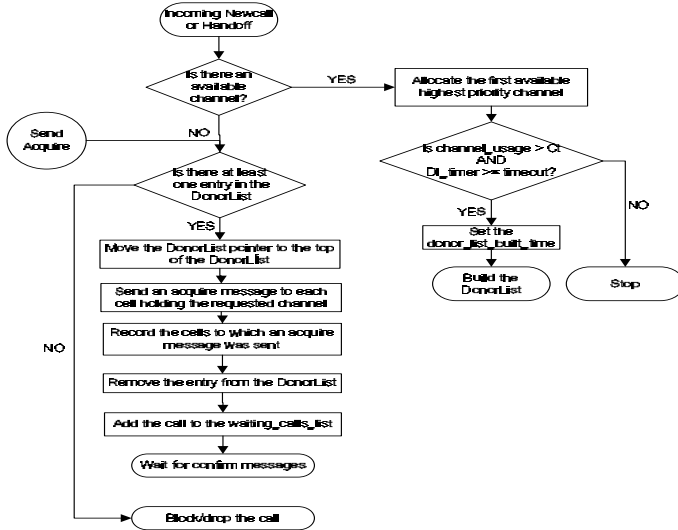 Incoming Newcall
or Handoff
Is there an
available
channel?
YES
Allocate the first available
highest priority channel
Send
Acquire
NO
Is channel_usage > Ct
AND
Dl_timer >= timeout?
Is there at least
one entry in the
DonorList
YES
NO
YES
Set the
donor_list_built_time
Move the DonorList pointer to the top
of the DonorList
Build the
DonorList
Stop
Send an acquire message to each
cell holding the requested channel
NO
Record the cells to which an acquire
message was sent
Remove the entry from the DonorList
Add the call to the waiting_calls_list
Wait for confirm messages
Block/drop the call